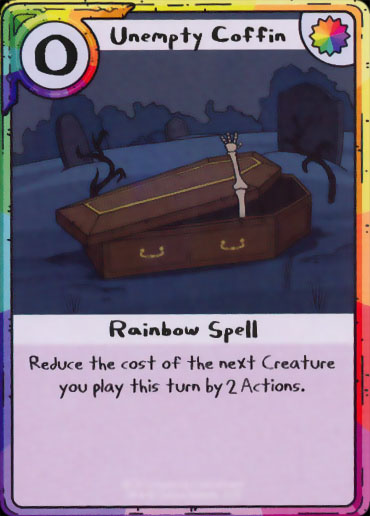 0
Unempty Coffin
Rainbow Spell
Reduce the cost of the next Creature
you play this turn by 2 Actions.